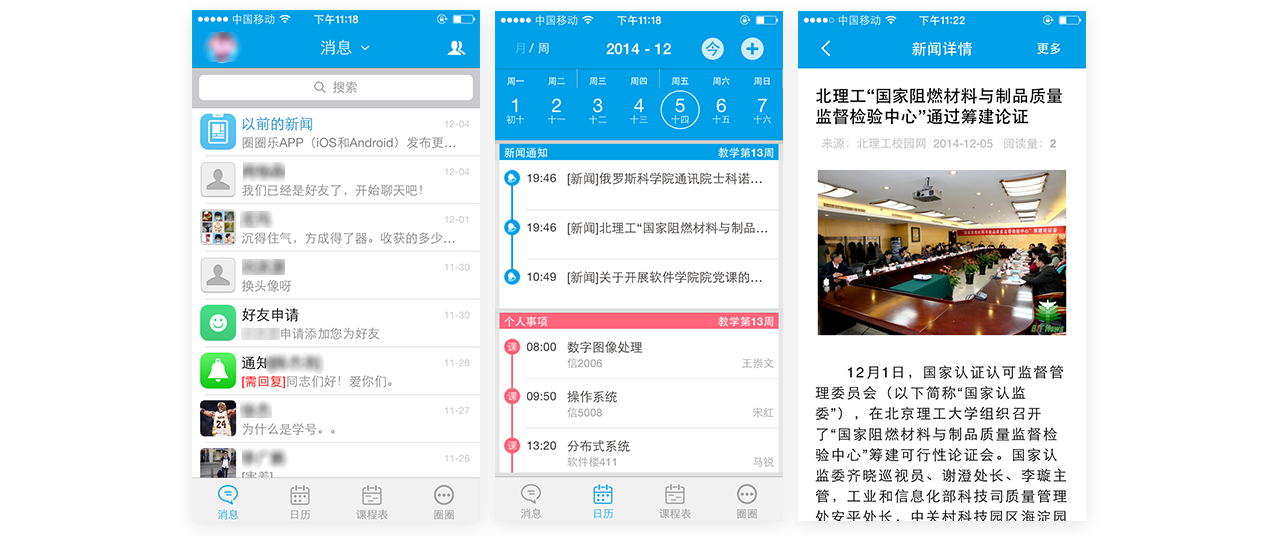 中国移动 下午11:18
消息
搜索
以前的新闻 12-04
圈圈乐APP（iOS和Android）发布更...
12-04
我们已经是好友了，开始聊天吧！
12-01
沉得住气，方成得了器。收获的多少...
11-30
换头像呀
好友申请 11-30
申请添加您为好友
通知 11-28
[需回复]同志们好！爱你们。
11-27
为什么是学号。。
11-26
消息 日历 课程表 圈圈
中国移动 下午11:18
月 / 周 2014 - 12 今
周一 周二 周三 周四 周五 周六 周日
1 2 3 4 5 6 7
初十 十一 十二 十三 十四 十五 十六
新闻通知 教学第13周
19:46 [新闻]俄罗斯科学院通讯院士科诺...
19:46 [新闻]北理工“国家阻燃材料与制品...
10:49 [新闻]关于开展软件学院院党课的...
个人事项 教学第13周
课 08:00 数字图像处理
信2006 王崇文
课 09:50 操作系统
信5008 宋红
课 13:20 分布式系统
软件楼411 马锐
消息 日历 课程表 圈圈
中国移动 下午11:22
新闻详情 更多
北理工“国家阻燃材料与制品质量
监督检验中心”通过筹建论证
来源：北理工校园网 2014-12-05 阅读量：2
BIT News
12月1日，国家认证认可监督管
理委员会（以下简称“国家认监
委”），在北京理工大学组织召开
了“国家阻燃材料与制品质量监督检
验中心”筹建可行性论证会。国家认
监委齐晓巡视员、谢澄处长、李璇主
管，工业和信息化部科技司质量管理
处安平处长，中关村科技园区海淀园